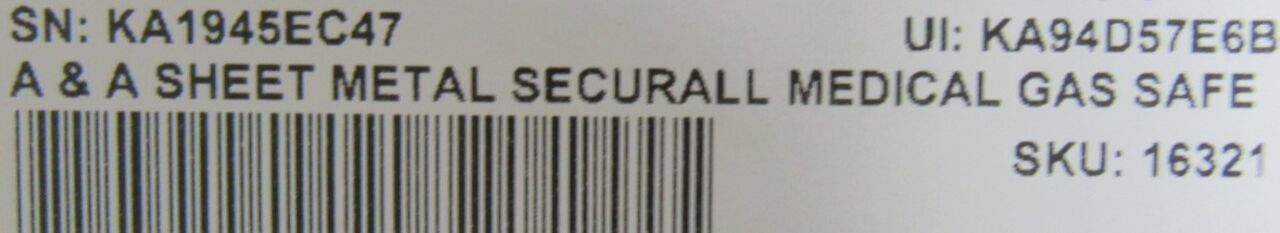 SN: KA1945EC47 UI: KA94D57E6B
A & A SHEET METAL SECURALL MEDICAL GAS SAFE
SKU: 16321